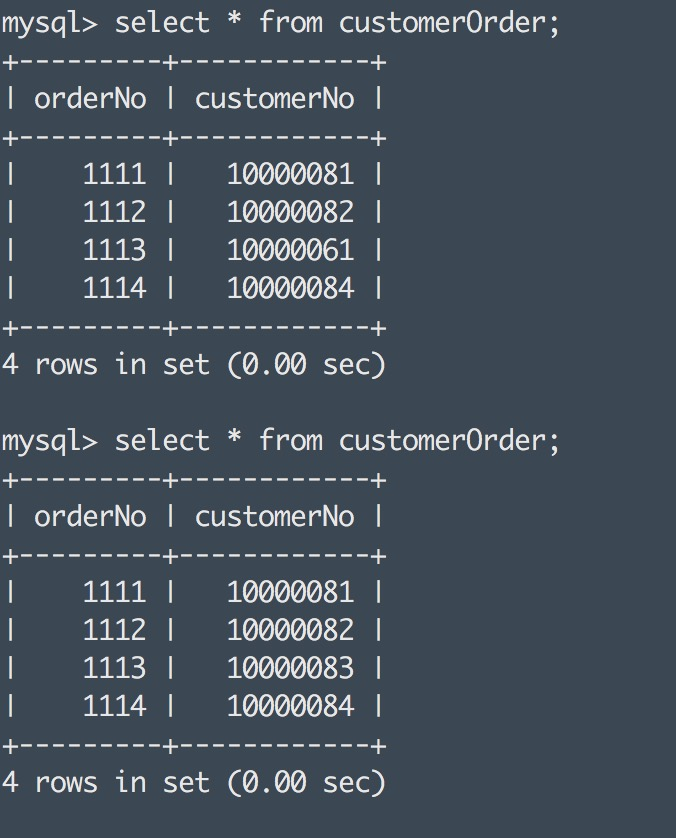 mysql> select * from customerOrder;
+---------+------------+
| orderNo | customerNo |
+---------+------------+
|    1111 |   10000081 |
|    1112 |   10000082 |
|    1113 |   10000061 |
|    1114 |   10000084 |
+---------+------------+
4 rows in set (0.00 sec)

mysql> select * from customerOrder;
+---------+------------+
| orderNo | customerNo |
+---------+------------+
|    1111 |   10000081 |
|    1112 |   10000082 |
|    1113 |   10000083 |
|    1114 |   10000084 |
+---------+------------+
4 rows in set (0.00 sec)